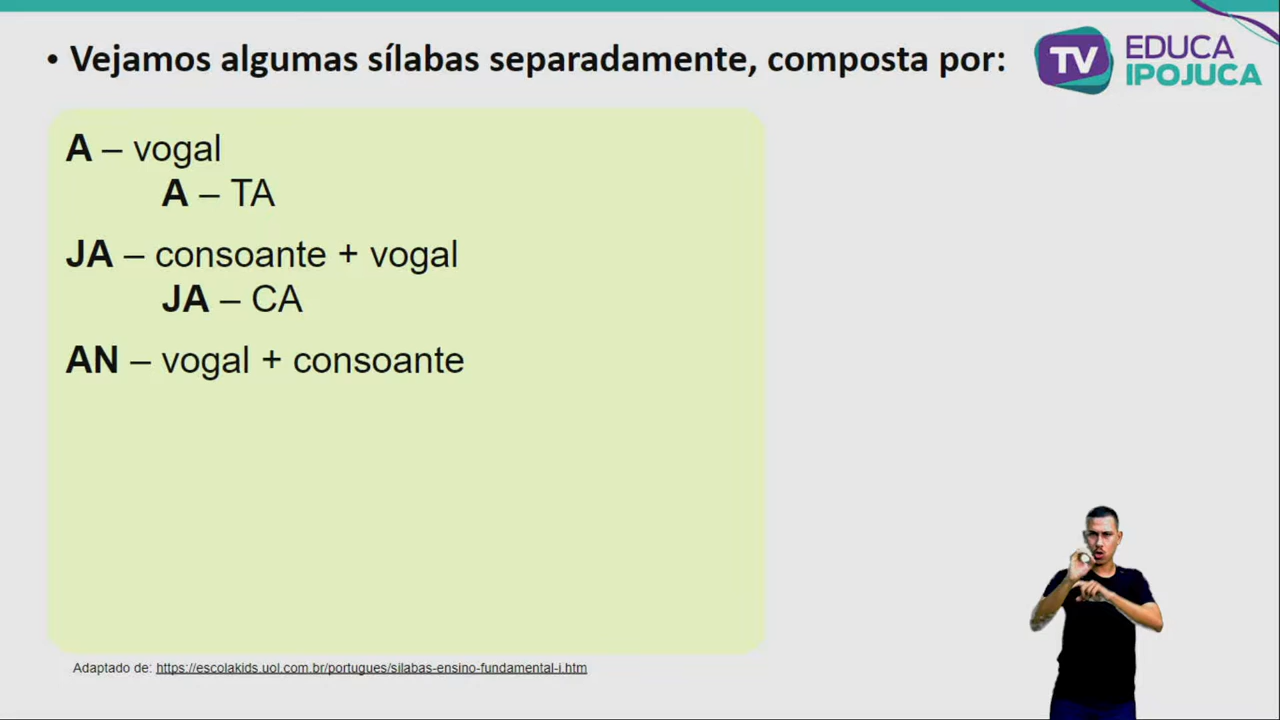 • Vejamos algumas sílabas separadamente, composta por:
TV EDUCA
IPOJUCA
A – vogal
A – TA
JA – consoante + vogal
JA – CA
AN – vogal + consoante
Adaptado de: https://escolakids.uol.com.br/portugues/silabas-ensino-fundamental-i.htm